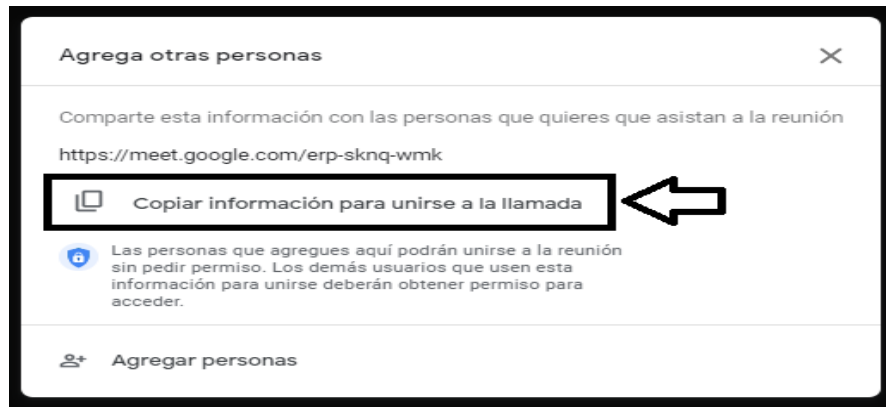 Agrega otras personas
Comparte esta información con las personas que quieres que asistan a la reunión
https://meet.google.com/erp-sknq-wmk
Copiar información para unirse a la llamada
Las personas que agregues aquí podrán unirse a la reunión
sin pedir permiso. Los demás usuarios que usen esta
información para unirse deberán obtener permiso para
acceder.
Agregar personas